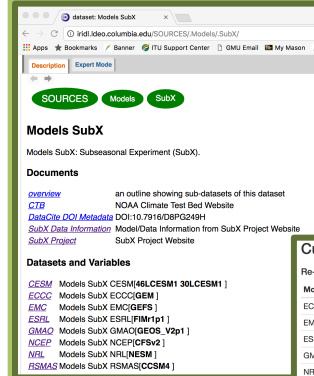 dataset: Models SubX
iridl.ldeo.columbia.edu/SOURCES/.Models/.SubX/
Apps Bookmarks Banner ITU Support Center GMU Email My Mason
Description Expert Mode
SOURCES Models SubX
Models SubX
Models SubX: Subseasonal Experiment (SubX).
Documents
overview an outline showing sub-datasets of this dataset
CTB NOAA Climate Test Bed Website
DataCite DOI Metadata DOI:10.7916/D8PG249H
SubX Data Information Model/Data Information from SubX Project Website
SubX Project SubX Project Website
Datasets and Variables
CESM Models SubX CESM[46LCESM1 30LCESM1 ]
ECCC Models SubX ECCC[GEM ]
EMC Models SubX EMC[GEFS ]
ESRL Models SubX ESRL[FIMr1p1 ]
GMAO Models SubX GMAO[GEOS_V2p1 ]
NCEP Models SubX NCEP[CFSv2 ]
NRL Models SubX NRL[NESM ]
RSMAS Models SubX RSMAS[CCSM4 ]
Cu
Re-
Mo
EC
EM
ES
GM
NR